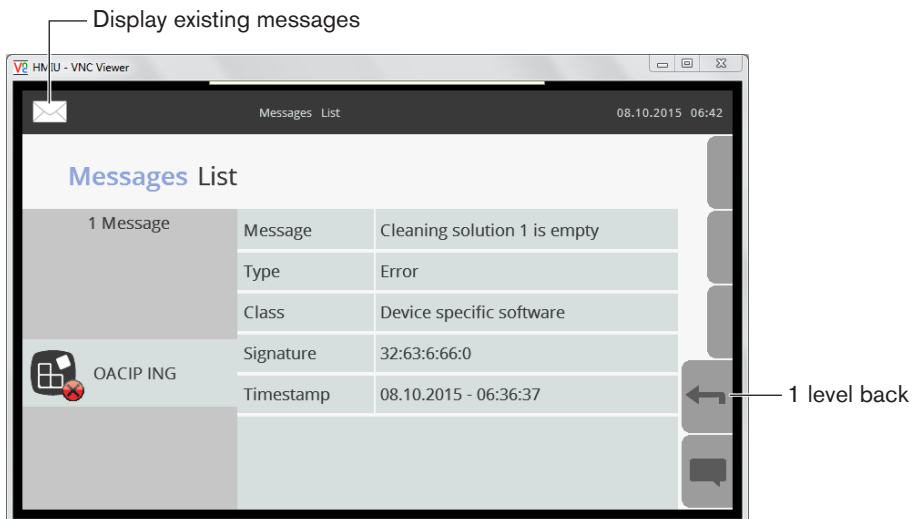 Display existing messages
HMIU - VNC Viewer
Messages List
08.10.2015 06:42
Messages List
1 Message
Message
Cleaning solution 1 is empty
Type
Error
Class
Device specific software
Signature
32:63:6:66:0
OACIP ING
Timestamp
08.10.2015 - 06:36:37
1 level back